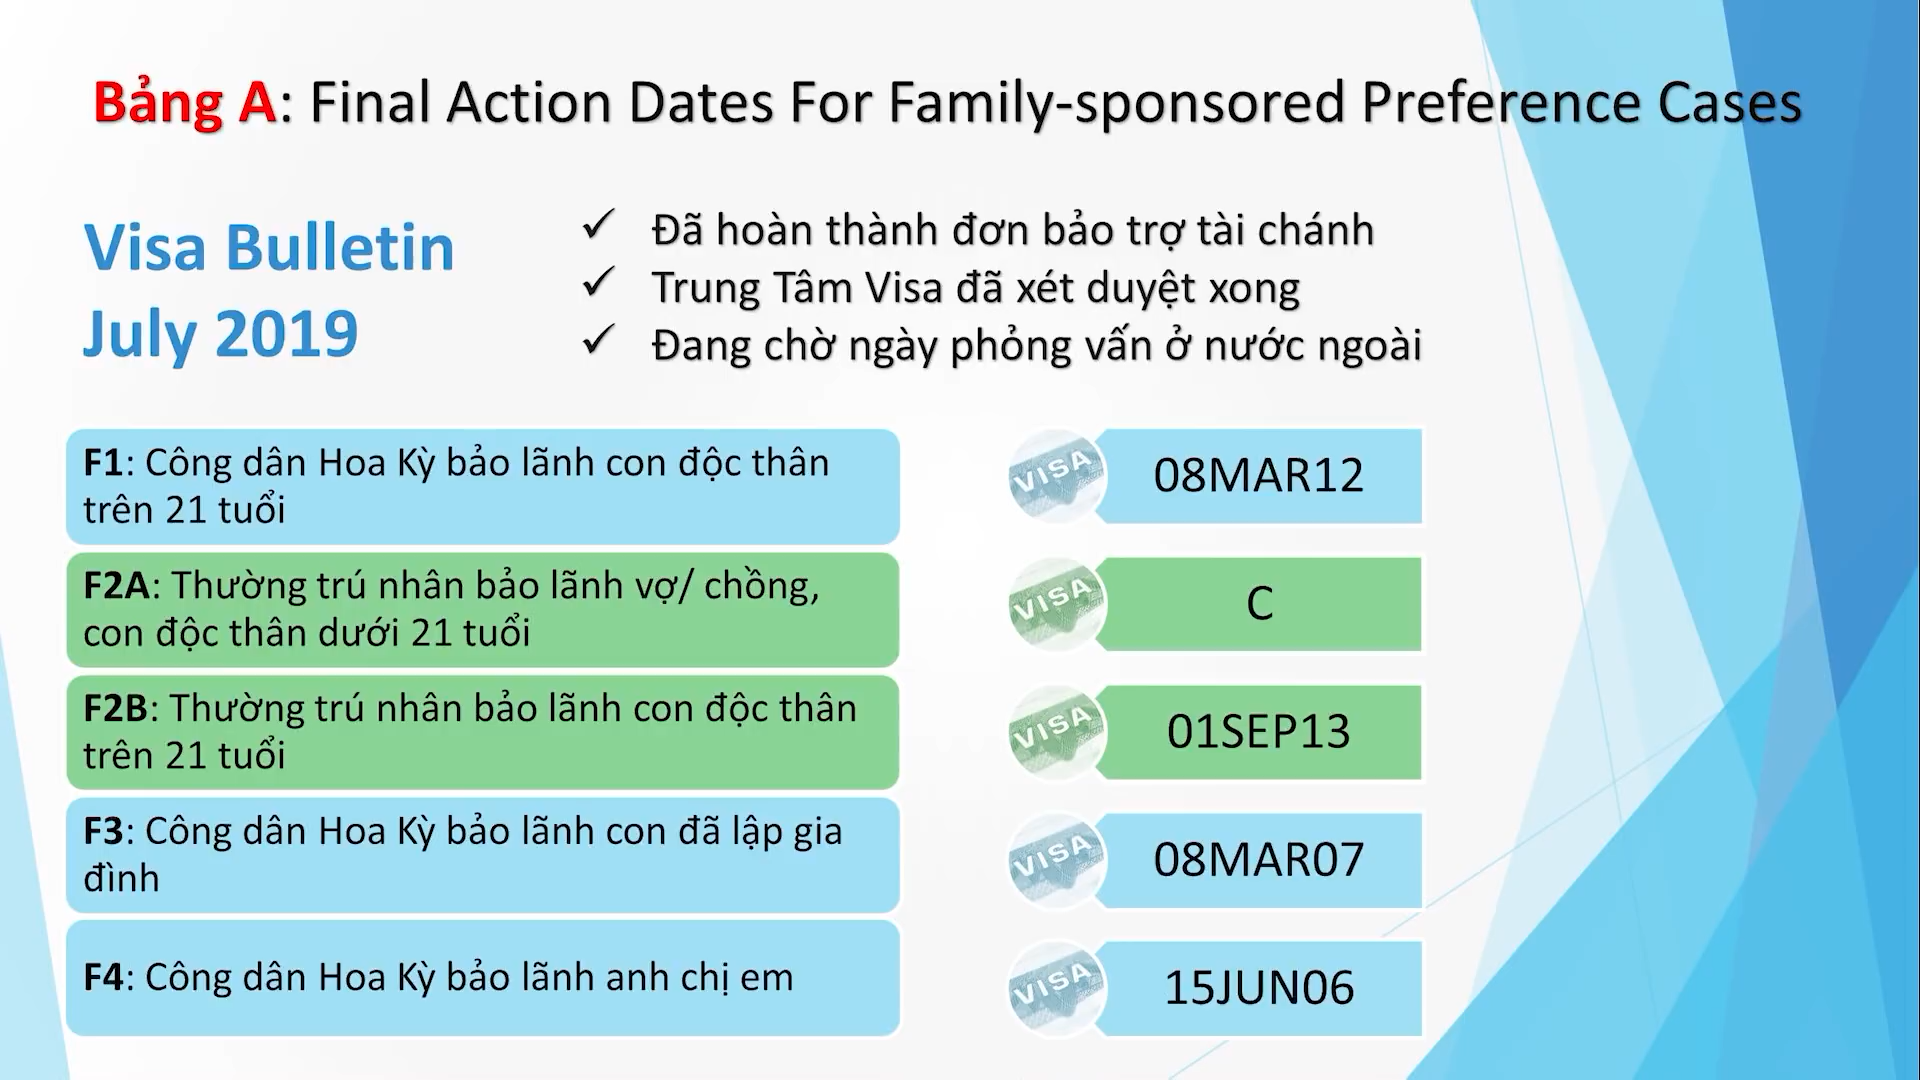 Bảng A: Final Action Dates For Family-sponsored Preference Cases
Visa Bulletin
July 2019
✓ Đã hoàn thành đơn bảo trợ tài chánh
✓ Trung Tâm Visa đã xét duyệt xong
✓ Đang chờ ngày phỏng vấn ở nước ngoài
F1: Công dân Hoa Kỳ bảo lãnh con độc thân
trên 21 tuổi
VISA
08MAR12
F2A: Thường trú nhân bảo lãnh vợ/ chồng,
con độc thân dưới 21 tuổi
VISA
C
F2B: Thường trú nhân bảo lãnh con độc thân
trên 21 tuổi
VISA
01SEP13
F3: Công dân Hoa Kỳ bảo lãnh con đã lập gia
đình
VISA
08MAR07
F4: Công dân Hoa Kỳ bảo lãnh anh chị em
VISA
15JUN06